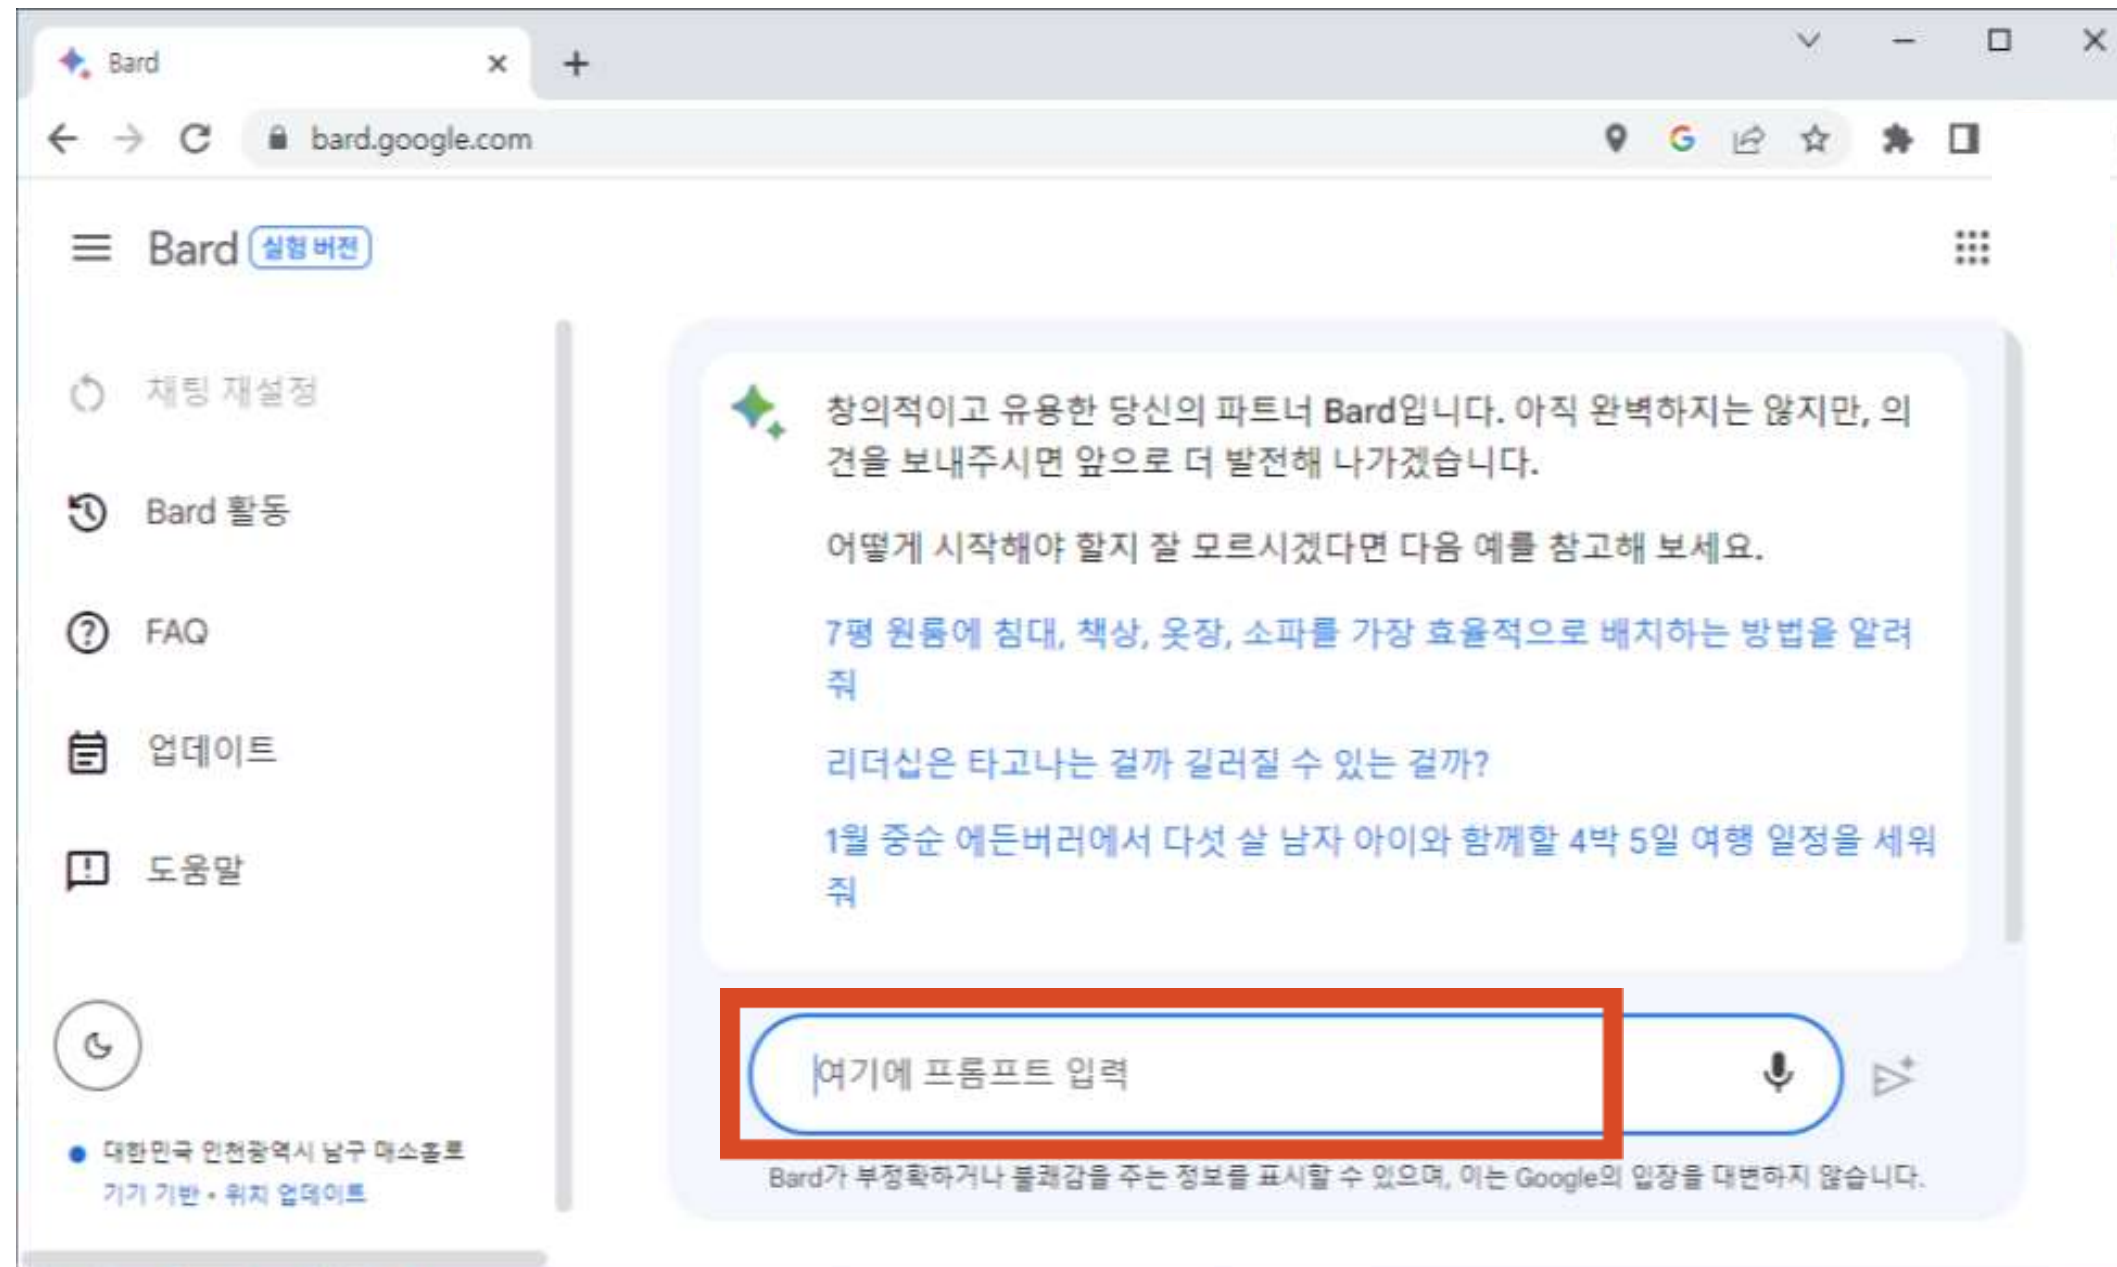 Bard
bard.google.com
Bard 실험 버전
채팅 재설정
Bard 활동
FAQ
업데이트
도움말
대한민국 인천광역시 남구 매소홀로
기기 기반 • 위치 업데이트
창의적이고 유용한 당신의 파트너 Bard입니다. 아직 완벽하지는 않지만, 의
견을 보내주시면 앞으로 더 발전해 나가겠습니다.
어떻게 시작해야 할지 잘 모르시겠다면 다음 예를 참고해 보세요.
7평 원룸에 침대, 책상, 옷장, 소파를 가장 효율적으로 배치하는 방법을 알려
줘
리더십은 타고나는 걸까 길러질 수 있는 걸까?
1월 중순 에든버러에서 다섯 살 남자 아이와 함께할 4박 5일 여행 일정을 세워
줘
여기에 프롬프트 입력
Bard가 부정확하거나 불쾌감을 주는 정보를 표시할 수 있으며, 이는 Google의 입장을 대변하지 않습니다.